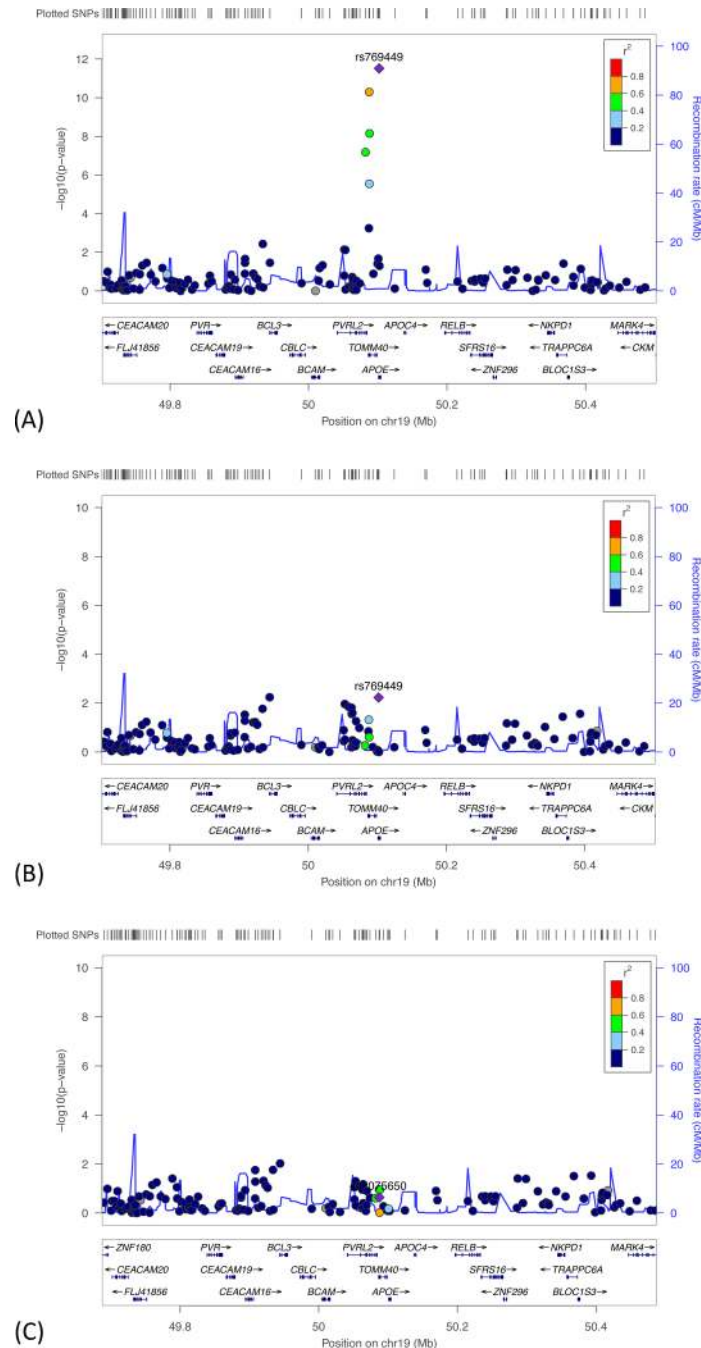 Plotted SNPs
rs769449
r²
0.8
0.6
0.4
0.2
12
10
8
6
4
2
0
−log10(p−value)
100
80
60
40
20
0
Recombination rate (cM/Mb)
←CEACAM20 PVR→ BCL3→ PVRL2→ APOC4→ RELB→ NKPD1→ MARK4→
←FLJ41856 CEACAM19→ CBLC→ TOMM40→ SFRS16→ ←TRAPPC6A ←CKM
CEACAM16→ BCAM→ APOE→ ←ZNF296 BLOC1S3→
49.8 50 50.2 50.4
Position on chr19 (Mb)
(A)
Plotted SNPs
rs769449
r²
0.8
0.6
0.4
0.2
10
8
6
4
2
0
−log10(p−value)
100
80
60
40
20
0
Recombination rate (cM/Mb)
←CEACAM20 PVR→ BCL3→ PVRL2→ APOC4→ RELB→ NKPD1→ MARK4→
←FLJ41856 CEACAM19→ CBLC→ TOMM40→ SFRS16→ ←TRAPPC6A ←CKM
CEACAM16→ BCAM→ APOE→ ←ZNF296 BLOC1S3→
49.8 50 50.2 50.4
Position on chr19 (Mb)
(B)
Plotted SNPs
r²
0.8
0.6
0.4
0.2
10
8
6
4
2
0
−log10(p−value)
100
80
60
40
20
0
Recombination rate (cM/Mb)
←ZNF180 PVR→ BCL3→ PVRL2→ APOC4→ RELB→ NKPD1→ MARK4→
←CEACAM20 CEACAM19→ CBLC→ TOMM40→ SFRS16→ ←TRAPPC6A
←FLJ41856 CEACAM16→ BCAM→ APOE→ ←ZNF296 BLOC1S3→
49.8 50 50.2 50.4
Position on chr19 (Mb)
(C)